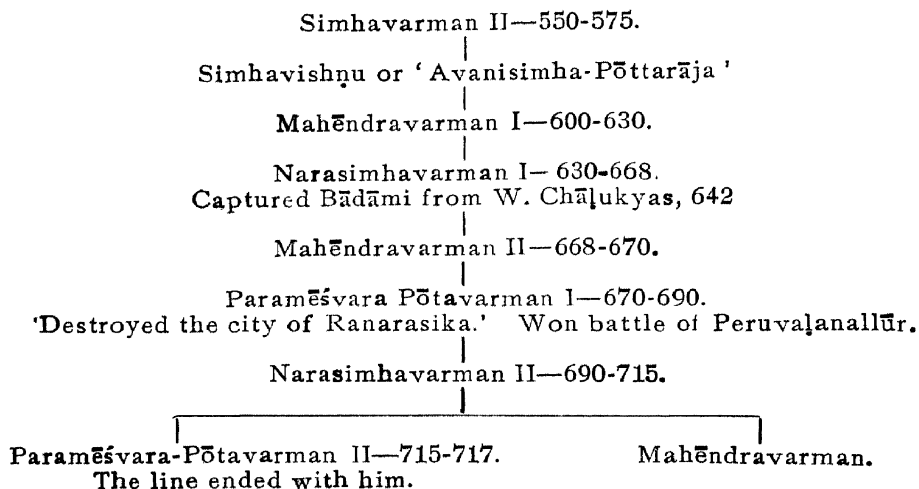 Simhavarman II—550-575.
Simhavishṇu or ‘Avanisimha-Pōttarāja’
Mahēndravarman I—600-630.
Narasimhavarman I—630-668.
Captured Bādāmi from W. Chāḷukyas, 642
Mahēndravarman II—668-670.
Paramēśvara Pōtavarman I—670-690.
'Destroyed the city of Ranarasika.' Won battle of Peruvaḷanallūr.
Narasimhavarman II—690-715.
Paramēśvara-Pōtavarman II—715-717. Mahēndravarman.
The line ended with him.